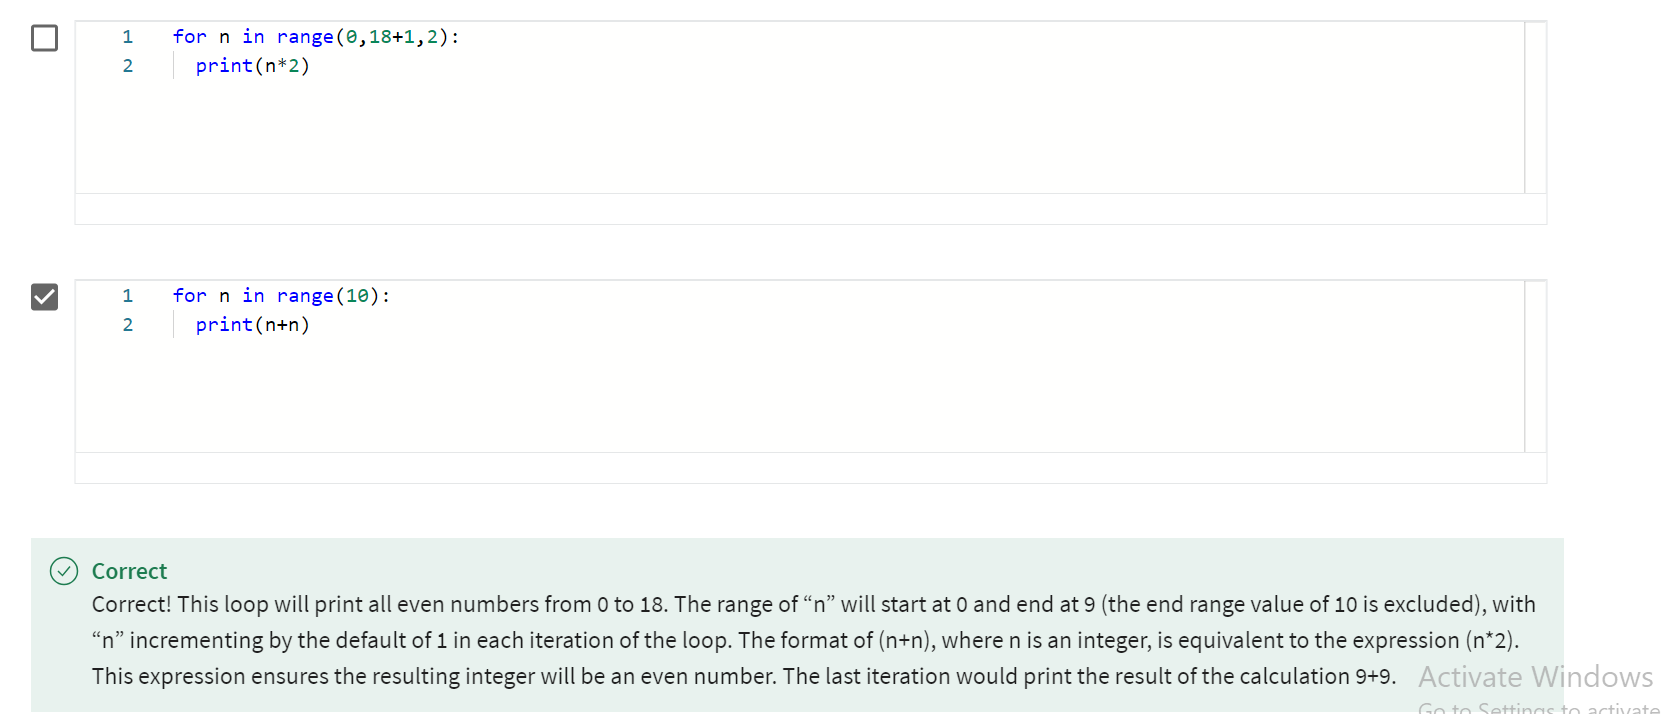 1 for n in range(0,18+1,2):
2 print(n*2)
1 for n in range(10):
2 print(n+n)
Correct
Correct! This loop will print all even numbers from 0 to 18. The range of “n” will start at 0 and end at 9 (the end range value of 10 is excluded), with
“n” incrementing by the default of 1 in each iteration of the loop. The format of (n+n), where n is an integer, is equivalent to the expression (n*2).
This expression ensures the resulting integer will be an even number. The last iteration would print the result of the calculation 9+9.
Activate Windows
Go to Settings to activate